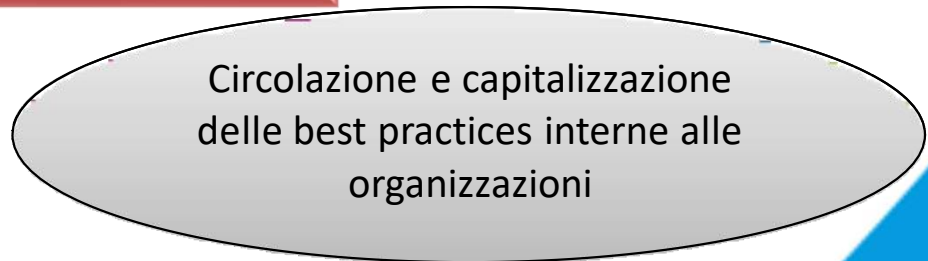 Circolazione e capitalizzazione
delle best practices interne alle
organizzazioni